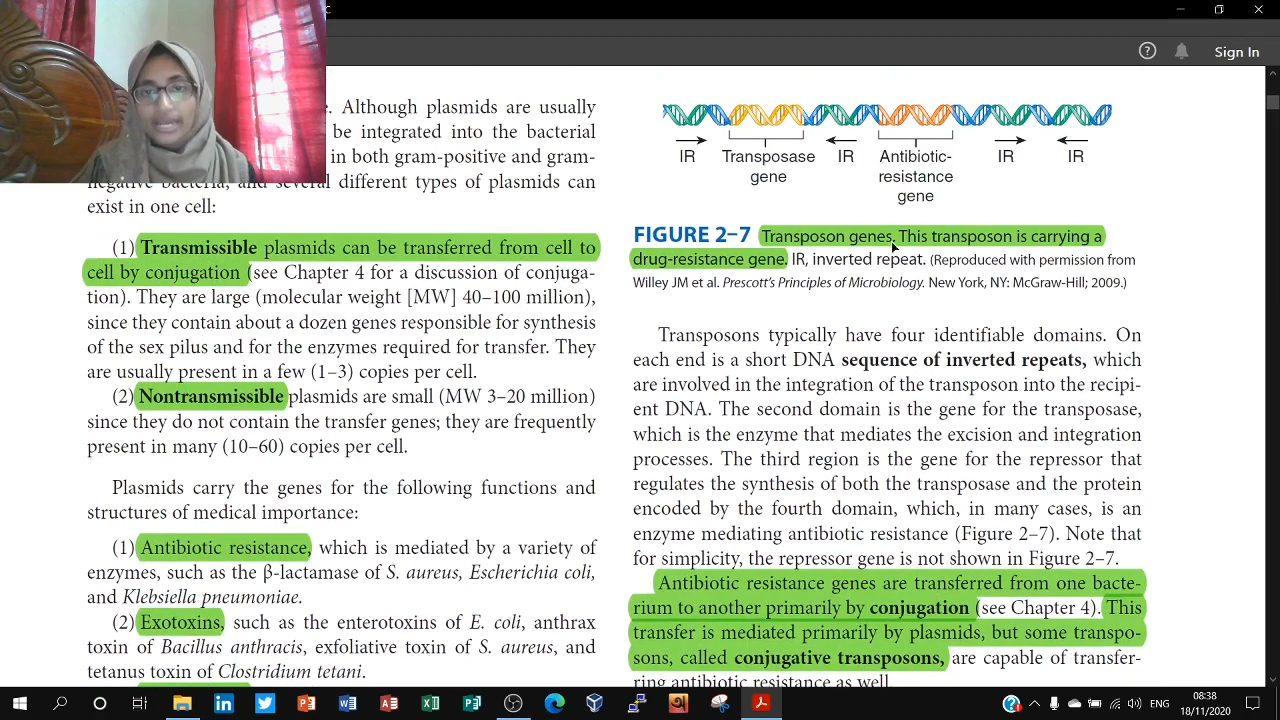 Sign In
. Although plasmids are usually
be integrated into the bacterial
in both gram-positive and gram-
negative bacteria, and several different types of plasmids can
exist in one cell:
(1) Transmissible plasmids can be transferred from cell to
cell by conjugation (see Chapter 4 for a discussion of conjuga-
tion). They are large (molecular weight [MW] 40–100 million),
since they contain about a dozen genes responsible for synthesis
of the sex pilus and for the enzymes required for transfer. They
are usually present in a few (1–3) copies per cell.
(2) Nontransmissible plasmids are small (MW 3–20 million)
since they do not contain the transfer genes; they are frequently
present in many (10–60) copies per cell.
Plasmids carry the genes for the following functions and
structures of medical importance:
(1) Antibiotic resistance, which is mediated by a variety of
enzymes, such as the β-lactamase of S. aureus, Escherichia coli,
and Klebsiella pneumoniae.
(2) Exotoxins, such as the enterotoxins of E. coli, anthrax
toxin of Bacillus anthracis, exfoliative toxin of S. aureus, and
tetanus toxin of Clostridium tetani.
IR Transposase IR Antibiotic- IR IR
gene resistance
gene
FIGURE 2–7 Transposon genes. This transposon is carrying a
drug-resistance gene. IR, inverted repeat. (Reproduced with permission from
Willey JM et al. Prescott's Principles of Microbiology. New York, NY: McGraw-Hill; 2009.)
Transposons typically have four identifiable domains. On
each end is a short DNA sequence of inverted repeats, which
are involved in the integration of the transposon into the recipi-
ent DNA. The second domain is the gene for the transposase,
which is the enzyme that mediates the excision and integration
processes. The third region is the gene for the repressor that
regulates the synthesis of both the transposase and the protein
encoded by the fourth domain, which, in many cases, is an
enzyme mediating antibiotic resistance (Figure 2–7). Note that
for simplicity, the repressor gene is not shown in Figure 2–7.
Antibiotic resistance genes are transferred from one bacte-
rium to another primarily by conjugation (see Chapter 4). This
transfer is mediated primarily by plasmids, but some transpo-
sons, called conjugative transposons, are capable of transfer-
ring antibiotic resistance as well.
ENG
08:38
18/11/2020